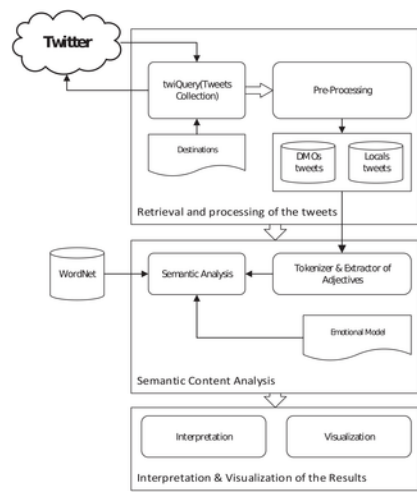 Twitter
twiQuery(Tweets
Collection)
Pre-Processing
Destinations
DMOs
tweets
Locals
tweets
Retrieval and processing of the tweets
WordNet
Semantic Analysis
Tokenizer & Extractor of
Adjectives
Emotional Model
Semantic Content Analysis
Interpretation
Visualization
Interpretation & Visualization of the Results